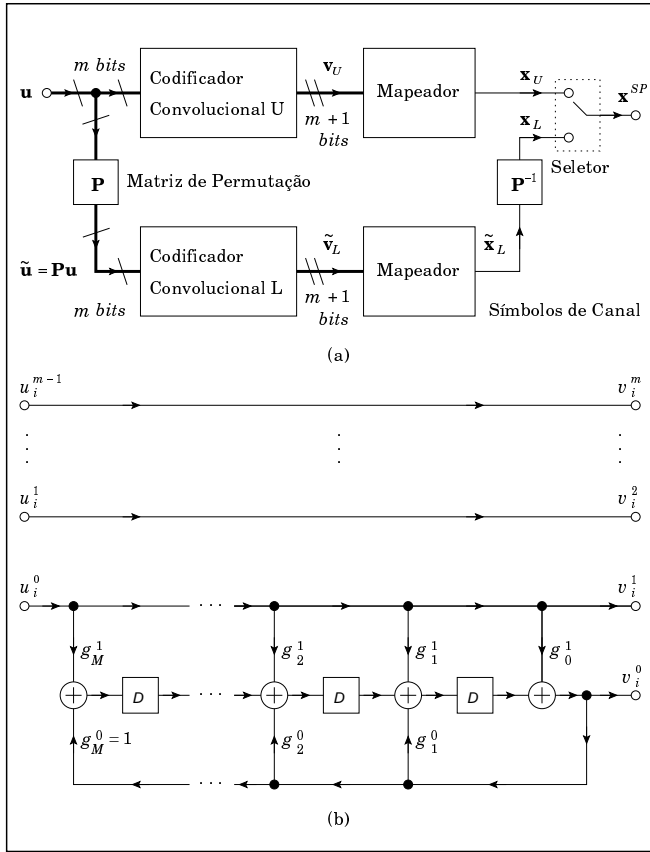 m bits
u
Codificador
Convolucional U
v_U
m + 1
bits
Mapeador
x_U
x^SP
x_L
Seletor
P
Matriz de Permutação
P^−1
ũ = Pu
m bits
Codificador
Convolucional L
ṽ_L
m + 1
bits
Mapeador
x̃_L
Símbolos de Canal
(a)
u_i^{m−1} v_i^m
. . .
. . .
. . .
u_i^1 v_i^2
u_i^0 v_i^1
. . .
g_M^1 g_2^1 g_1^1 g_0^1
+ D . . . + D + D + v_i^0
g_M^0 = 1 g_2^0 g_1^0
. . .
(b)